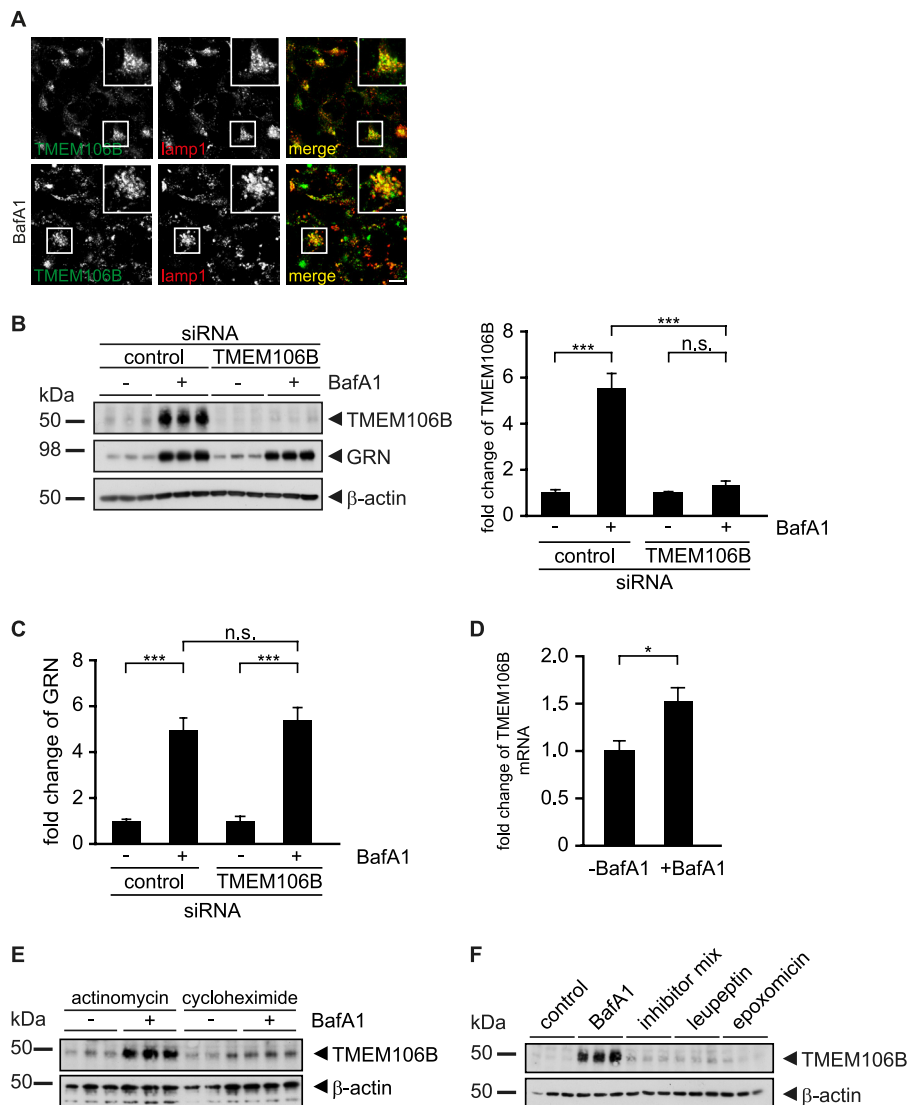 A
TMEM106B lamp1 merge
BafA1
TMEM106B lamp1 merge
B
siRNA
control TMEM106B
- + - + BafA1
kDa
50 TMEM106B
98 GRN
50 β-actin
fold change of TMEM106B
8
6
4
2
0
***
***
n.s.
- + - + BafA1
control TMEM106B
siRNA
C
fold change of GRN
8
6
4
2
0
n.s.
*** ***
- + - + BafA1
control TMEM106B
siRNA
D
fold change of TMEM106B
mRNA
2.0
1.5
1.0
0.5
0
*
-BafA1 +BafA1
E
actinomycin cycloheximide
kDa - + - + BafA1
50 TMEM106B
50 β-actin
F
control BafA1 inhibitor mix leupeptin epoxomicin
kDa
50 TMEM106B
50 β-actin